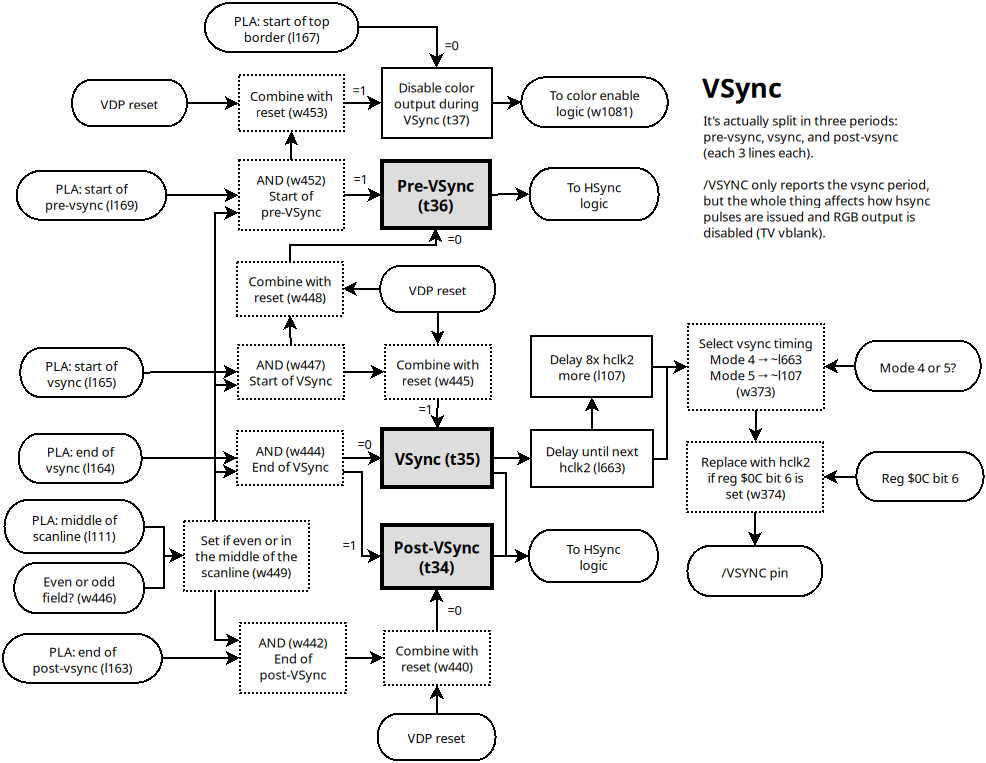 PLA: start of top
border (l167)
=0
VDP reset
Combine with
reset (w453)
=1
Disable color
output during
VSync (t37)
To color enable
logic (w1081)
VSync
It's actually split in three periods:
pre-vsync, vsync, and post-vsync
(each 3 lines each).
/VSYNC only reports the vsync period,
but the whole thing affects how hsync
pulses are issued and RGB output is
disabled (TV vblank).
PLA: start of
pre-vsync (l169)
AND (w452)
Start of
pre-VSync
=1
Pre-VSync
(t36)
To HSync
logic
=0
Combine with
reset (w448)
VDP reset
PLA: start of
vsync (l165)
AND (w447)
Start of VSync
Combine with
reset (w445)
=1
Delay 8x hclk2
more (l107)
Select vsync timing
Mode 4 → ~l663
Mode 5 → ~l107
(w373)
Mode 4 or 5?
PLA: end of
vsync (l164)
AND (w444)
End of VSync
=0
VSync (t35)
Delay until next
hclk2 (l663)
Replace with hclk2
if reg $0C bit 6 is
set (w374)
Reg $0C bit 6
PLA: middle of
scanline (l111)
Even or odd
field? (w446)
Set if even or in
the middle of the
scanline (w449)
=1
Post-VSync
(t34)
To HSync
logic
/VSYNC pin
=0
PLA: end of
post-vsync (l163)
AND (w442)
End of
post-VSync
Combine with
reset (w440)
VDP reset